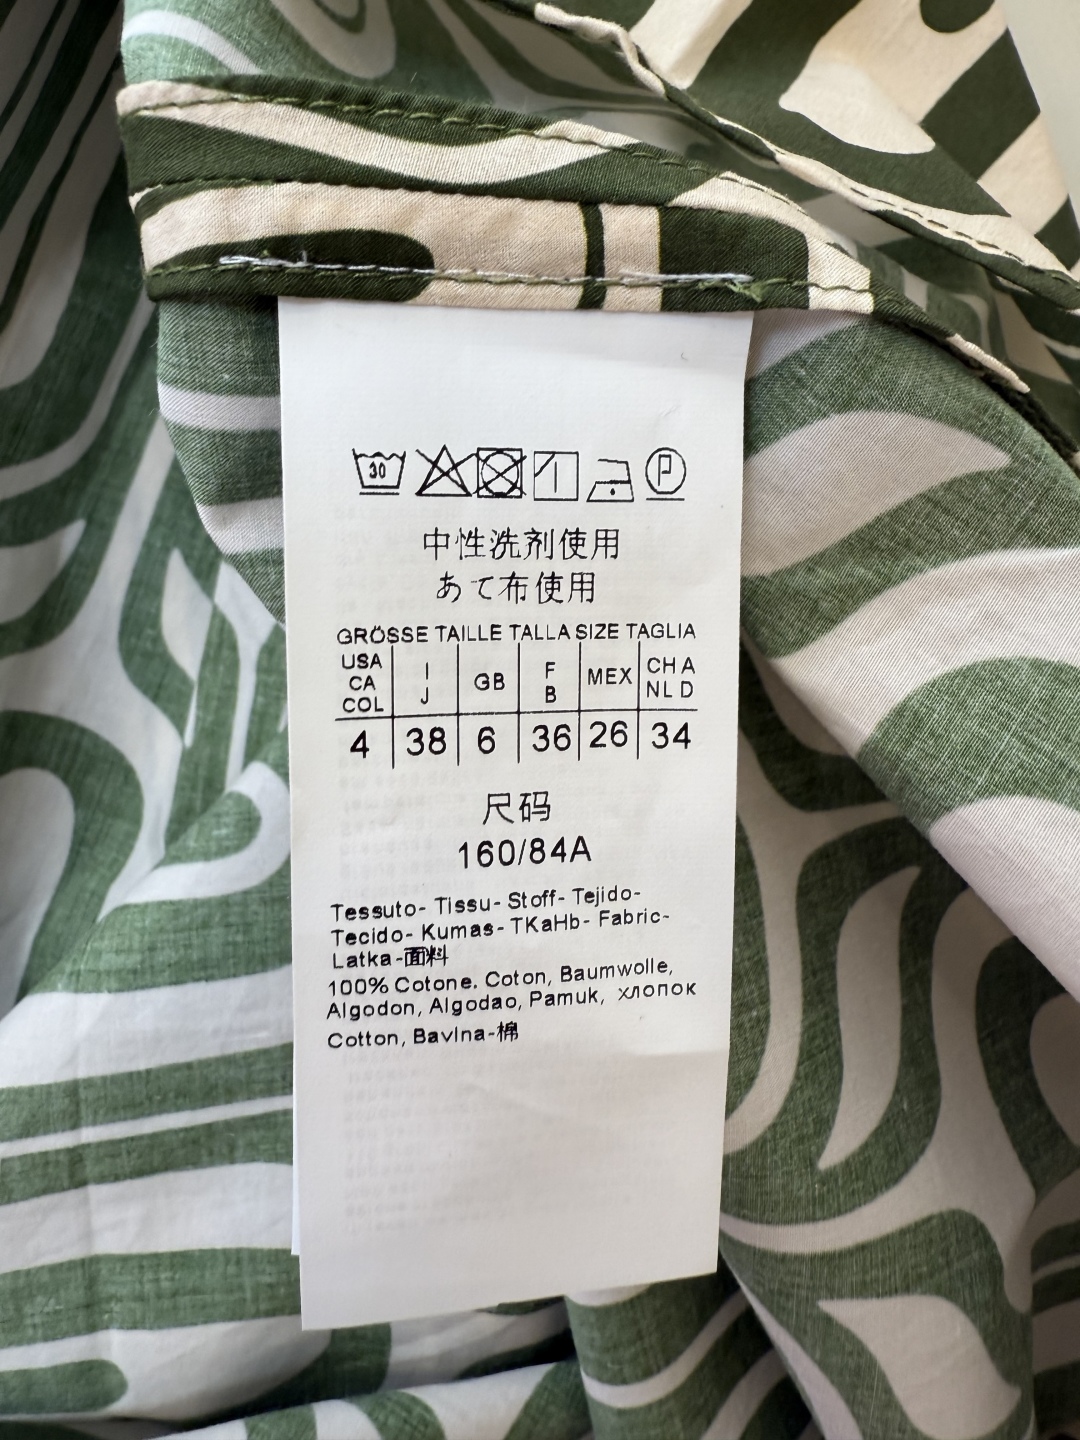 30
P
中性洗剂使用
あて布使用
GRÖSSE TAILLE TALLA SIZE TAGLIA
USA CA COL | I J | GB | F B | MEX | CH A NL D
4 | 38 | 6 | 36 | 26 | 34
尺码
160/84A
Tessuto- Tissu- Stoff- Tejido-
Tecido- Kumas- TKaHb- Fabric-
Latka-面料
100% Cotone. Coton, Baumwolle,
Algodon, Algodao, Pamuk, хлопок
Cotton, Bavlna-棉